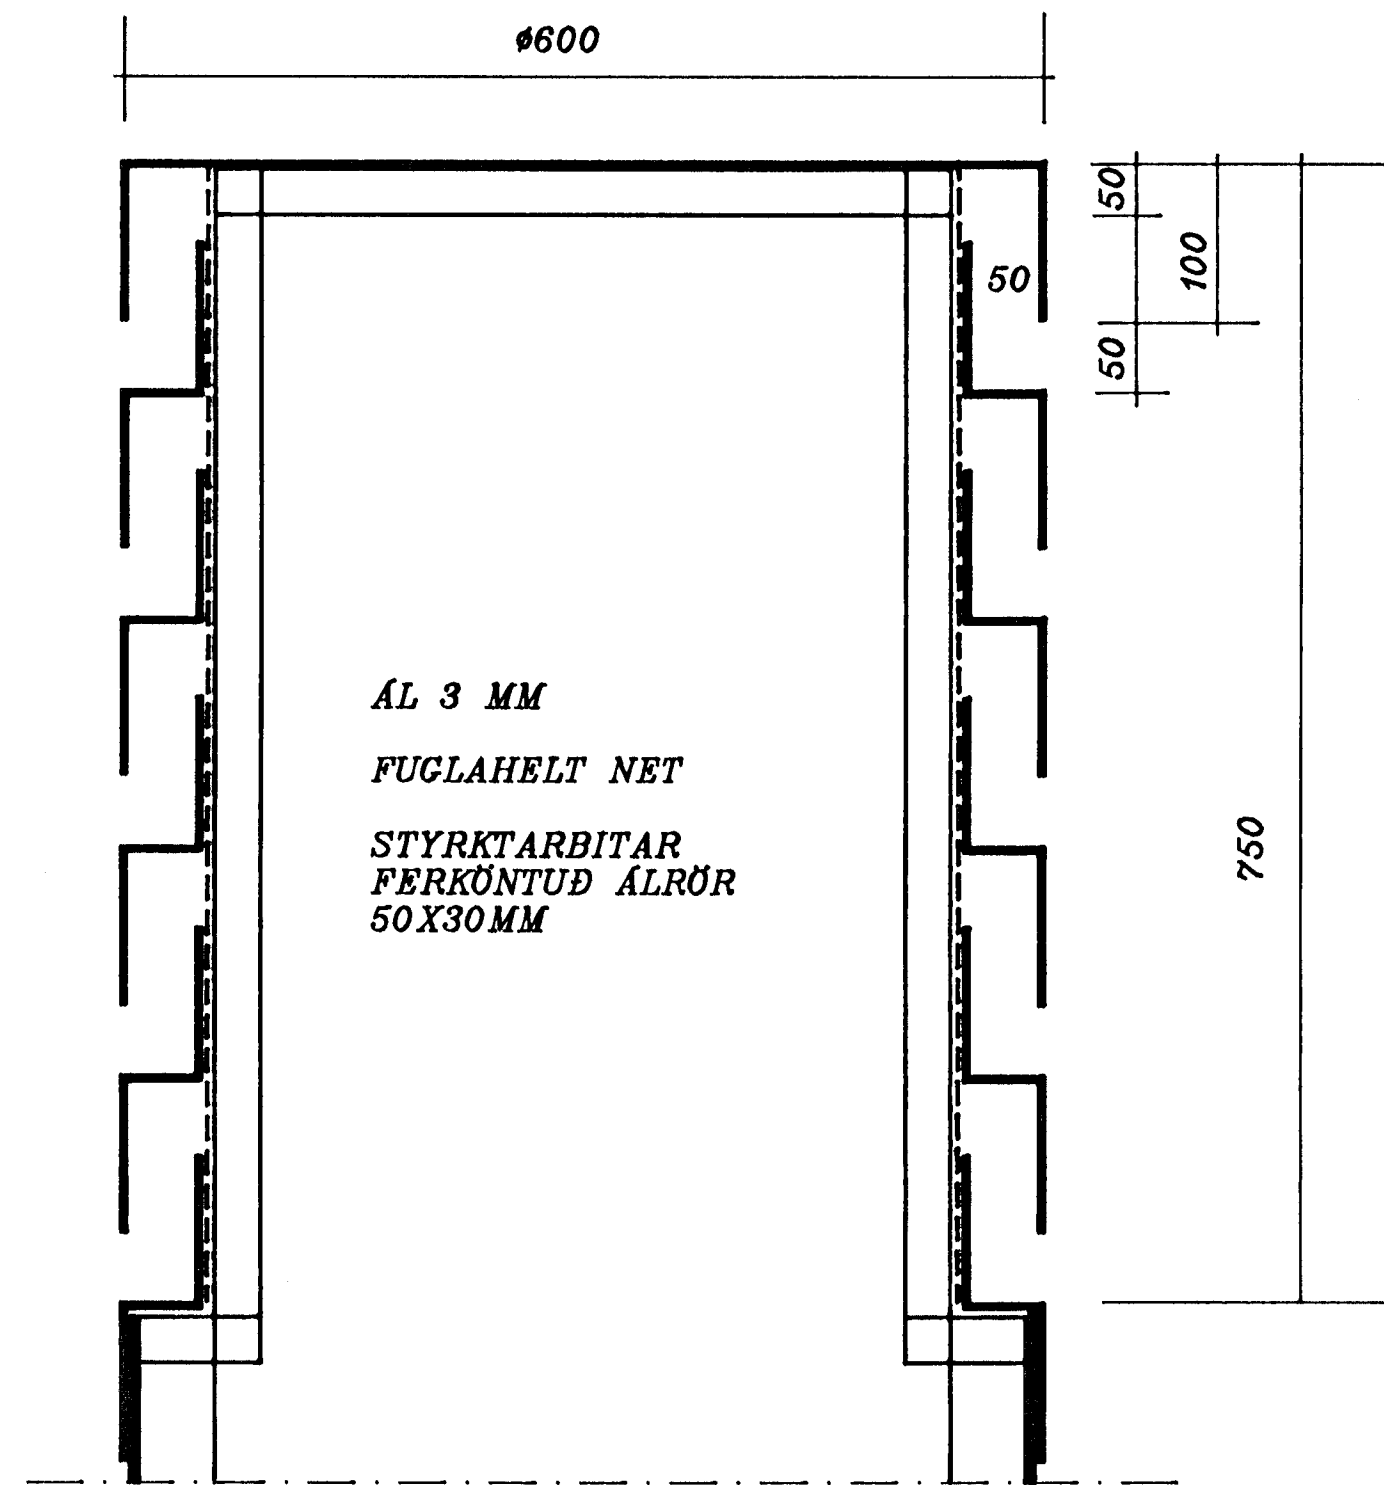 ø600
50
100
50
50
750
ÁL 3 MM
FUGLAHELT NET
STYRKTARBITAR
FERKÖNTUÐ ÁLRÖR
50X30MM